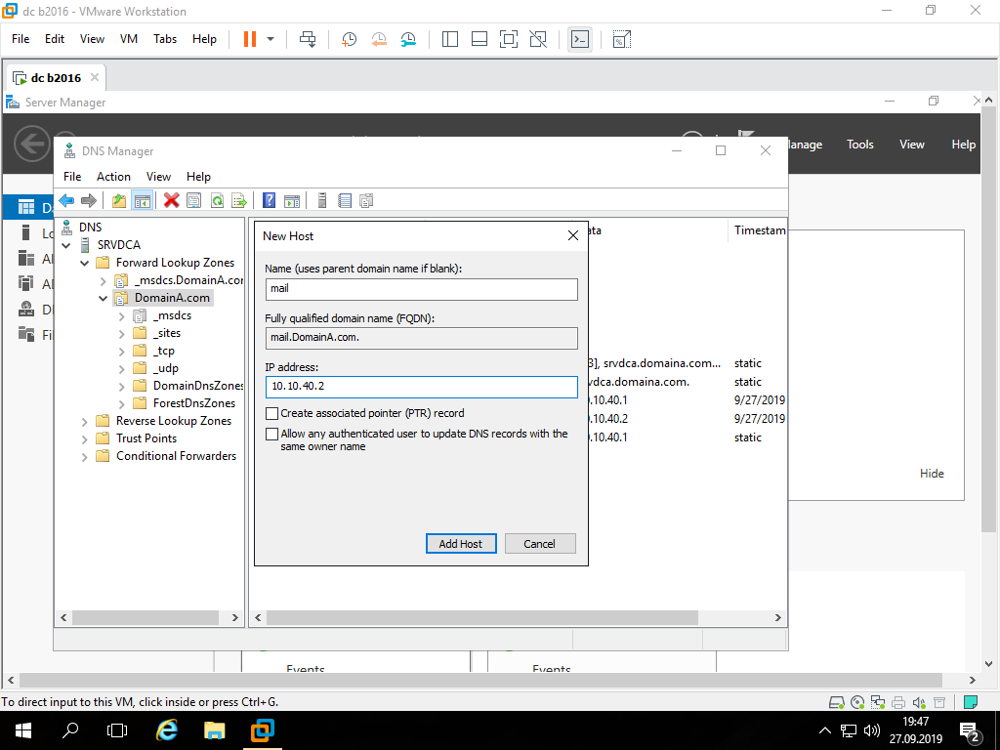 dc b2016 - VMware Workstation
File Edit View VM Tabs Help
dc b2016
Server Manager
Tools View Help
DNS Manager
File Action View Help
DNS
SRVDCA
Forward Lookup Zones
_msdcs.DomainA.cor
DomainA.com
_msdcs
_sites
_tcp
_udp
DomainDnsZones
ForestDnsZones
Reverse Lookup Zones
Trust Points
Conditional Forwarders
New Host
Name (uses parent domain name if blank):
mail
Fully qualified domain name (FQDN):
mail.DomainA.com.
IP address:
10.10.40.2
Create associated pointer (PTR) record
Allow any authenticated user to update DNS records with the
same owner name
Add Host Cancel
ata Timestam
3], srvdca.domaina.com... static
vdca.domaina.com. static
.10.40.1 9/27/2019
.10.40.2 9/27/2019
.10.40.1 static
Hide
Events Events
To direct input to this VM, click inside or press Ctrl+G.
19:47
27.09.2019
2